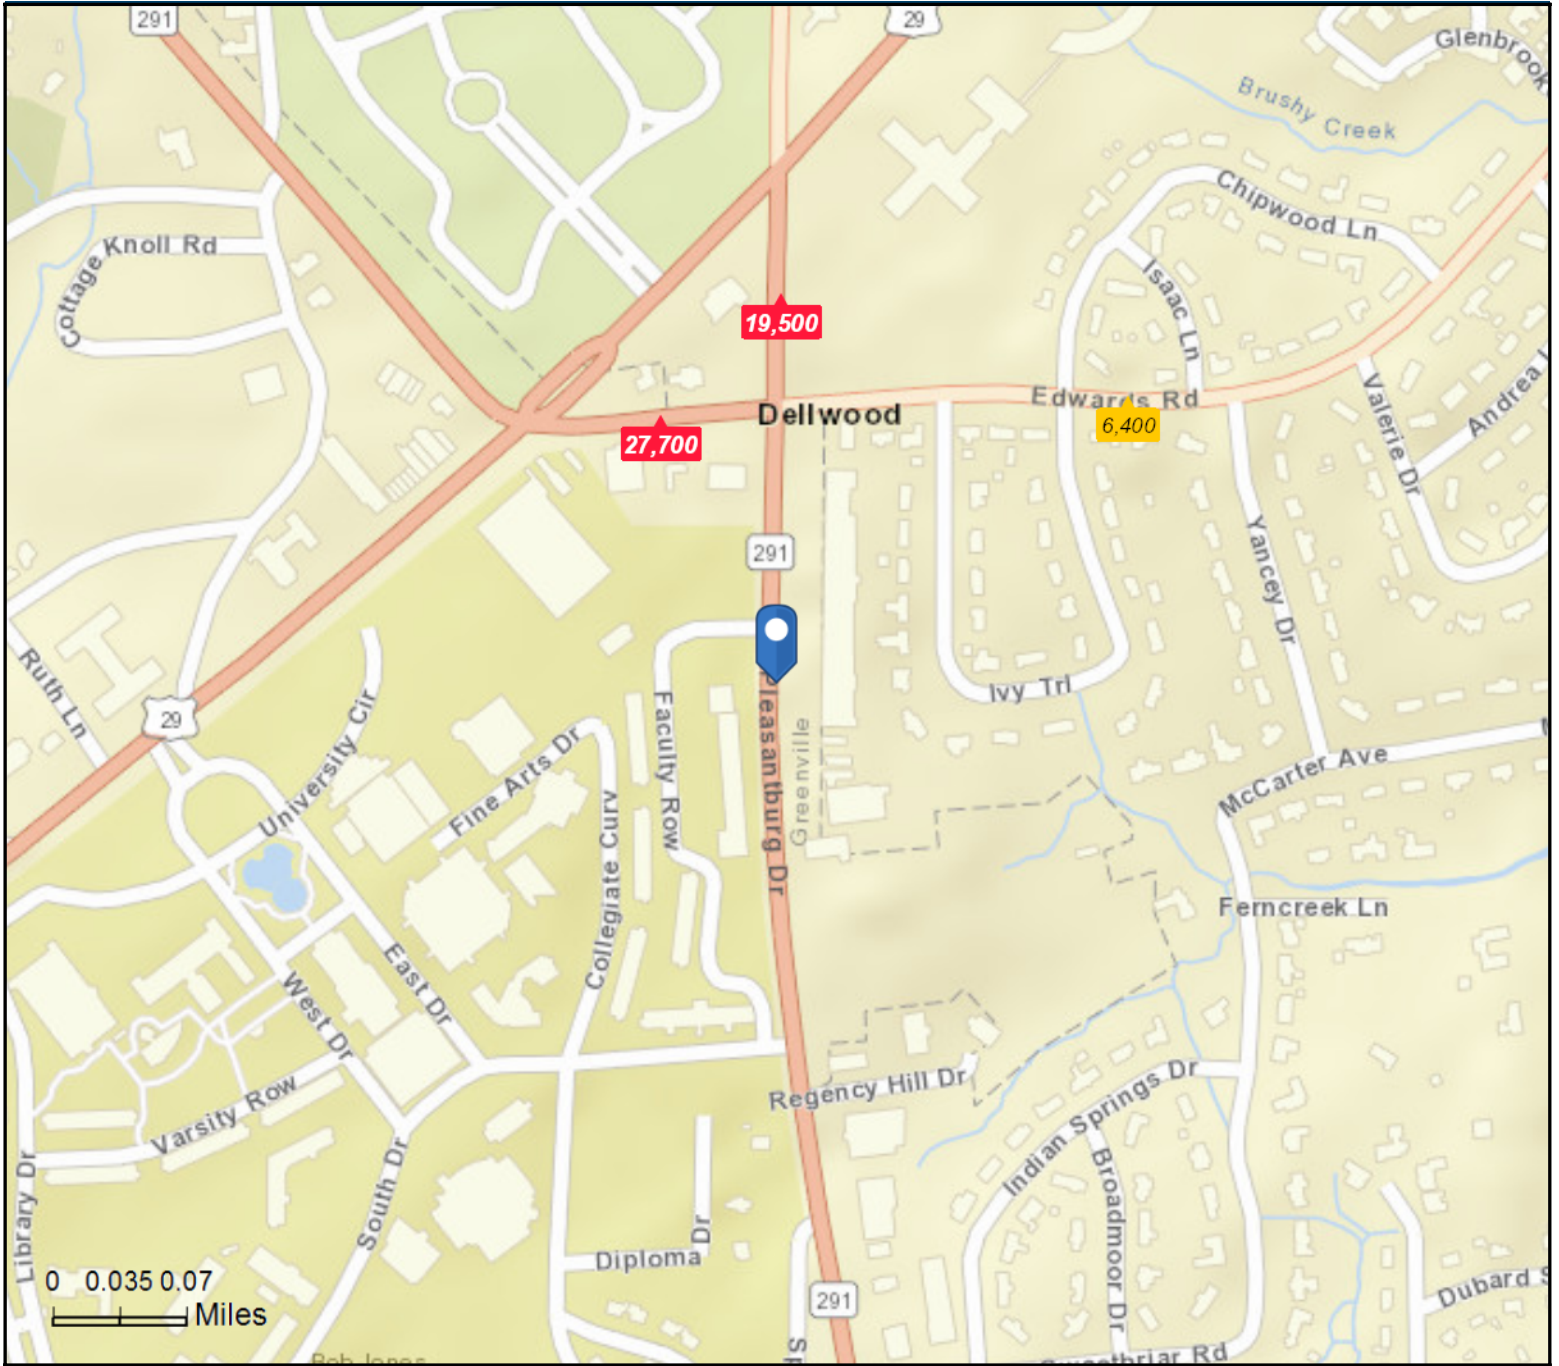 291
29
Glenbrook
Brushy Creek
Chipwood Ln
Knoll Rd
Cottage
Isaac Ln
19,500
Edwards Rd
Dellwood
6,400
27,700
Valerie Dr
Andrea
291
Yancey Dr
Ruth Ln
Ivy Trl
29
University Cir
Faculty Row
Pleasantburg Dr
Greenville
Fine Arts Dr
McCarter Ave
Collegiate Curv
Ferncreek Ln
East Dr
West Dr
Regency Hill Dr
Indian Springs Dr
Varsity Row
South Dr
Library Dr
Broadmoor Dr
Diploma Dr
0 0.035 0.07
Miles
291
Dubard S
Bob Jones
Sweetbriar Rd